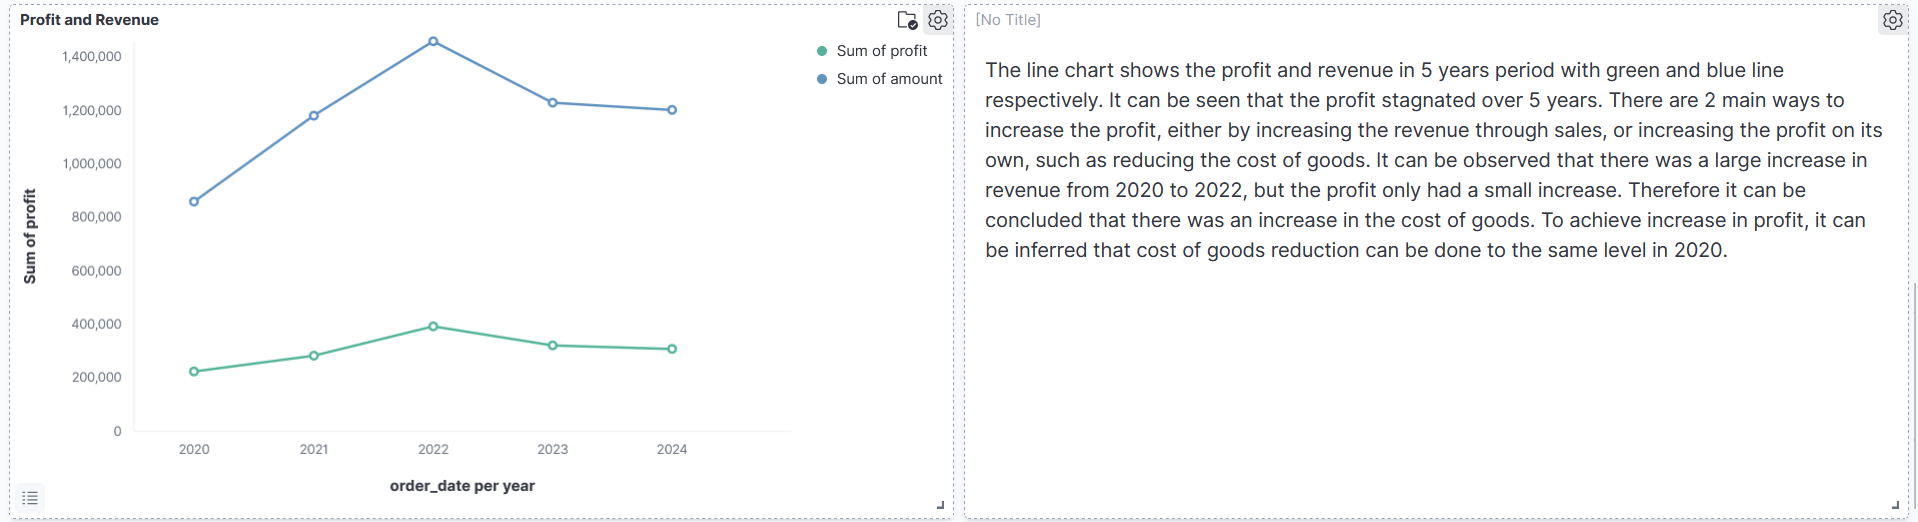 Profit and Revenue
Sum of profit
Sum of amount
1,400,000
1,200,000
1,000,000
800,000
600,000
400,000
200,000
0
Sum of profit
2020 2021 2022 2023 2024
order_date per year
[No Title]
The line chart shows the profit and revenue in 5 years period with green and blue line
respectively. It can be seen that the profit stagnated over 5 years. There are 2 main ways to
increase the profit, either by increasing the revenue through sales, or increasing the profit on its
own, such as reducing the cost of goods. It can be observed that there was a large increase in
revenue from 2020 to 2022, but the profit only had a small increase. Therefore it can be
concluded that there was an increase in the cost of goods. To achieve increase in profit, it can
be inferred that cost of goods reduction can be done to the same level in 2020.